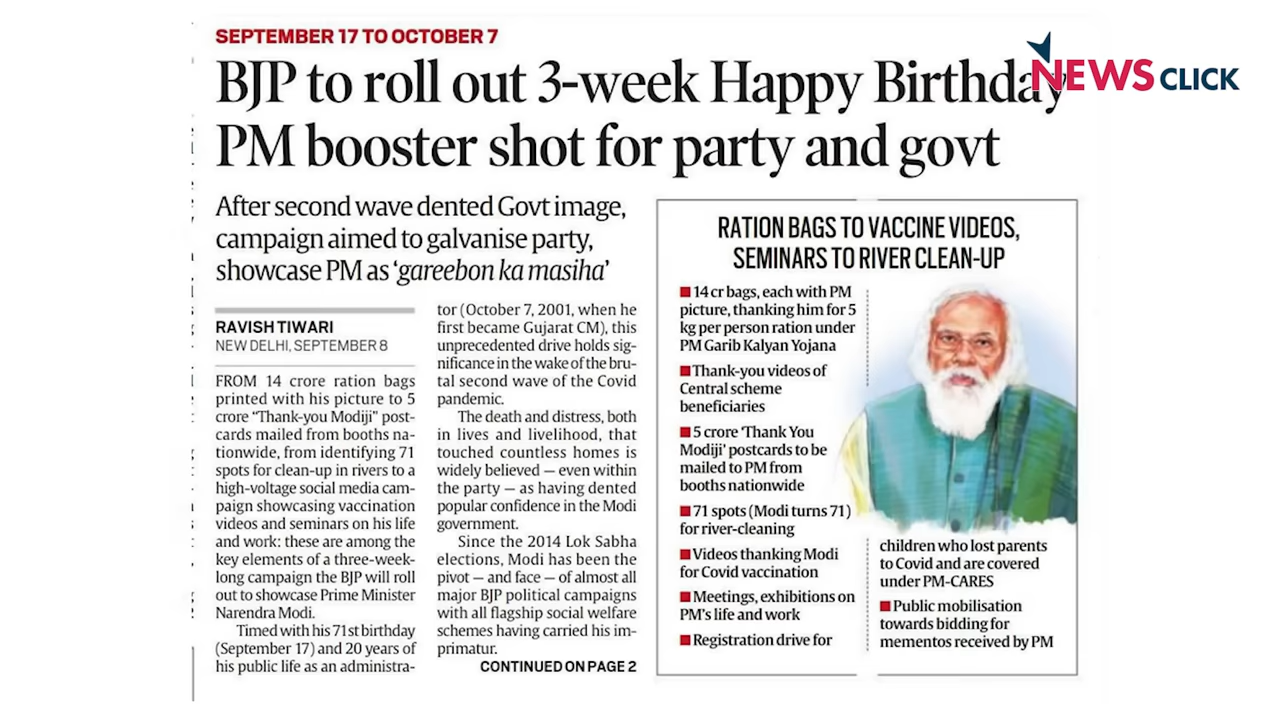 SEPTEMBER 17 TO OCTOBER 7
BJP to roll out 3-week Happy Birthday
PM booster shot for party and govt
NEWS CLICK
After second wave dented Govt image,
campaign aimed to galvanise party,
showcase PM as ‘gareebon ka masiha’
RAVISH TIWARI
NEW DELHI, SEPTEMBER 8
FROM 14 crore ration bags
printed with his picture to 5
crore “Thank-you Modiji” post-
cards mailed from booths na-
tionwide, from identifying 71
spots for clean-up in rivers to a
high-voltage social media cam-
paign showcasing vaccination
videos and seminars on his life
and work: these are among the
key elements of a three-week-
long campaign the BJP will roll
out to showcase Prime Minister
Narendra Modi.
Timed with his 71st birthday
(September 17) and 20 years of
his public life as an administra-
tor (October 7, 2001, when he
first became Gujarat CM), this
unprecedented drive holds sig-
nificance in the wake of the bru-
tal second wave of the Covid
pandemic.
The death and distress, both
in lives and livelihood, that
touched countless homes is
widely believed — even within
the party — as having dented
popular confidence in the Modi
government.
Since the 2014 Lok Sabha
elections, Modi has been the
pivot — and face — of almost all
major BJP political campaigns
with all flagship social welfare
schemes having carried his im-
primatur.
CONTINUED ON PAGE 2
RATION BAGS TO VACCINE VIDEOS,
SEMINARS TO RIVER CLEAN-UP
■ 14 cr bags, each with PM
picture, thanking him for 5
kg per person ration under
PM Garib Kalyan Yojana
■ Thank-you videos of
Central scheme
beneficiaries
■ 5 crore ‘Thank You
Modiji’ postcards to be
mailed to PM from
booths nationwide
■ 71 spots (Modi turns 71)
for river-cleaning
■ Videos thanking Modi
for Covid vaccination
■ Meetings, exhibitions on
PM’s life and work
■ Registration drive for
children who lost parents
to Covid and are covered
under PM-CARES
■ Public mobilisation
towards bidding for
mementos received by PM